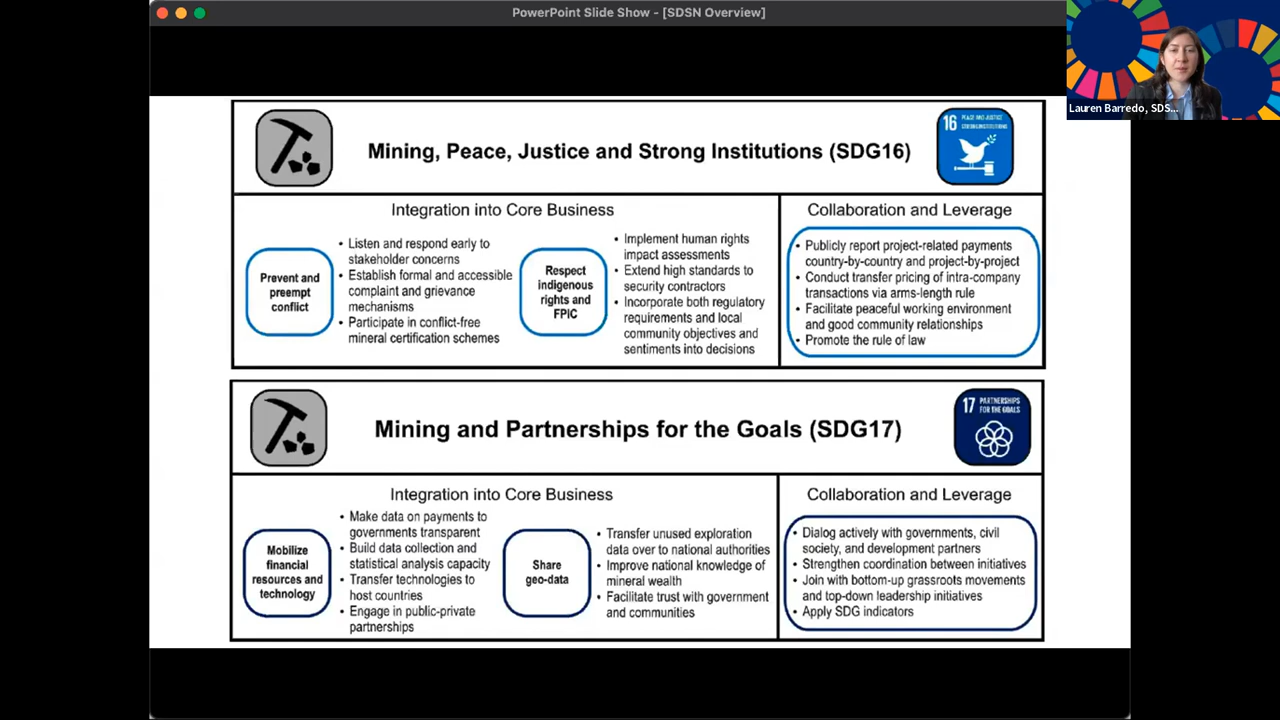 PowerPoint Slide Show - [SDSN Overview]
Lauren Barredo, SDS...
Mining, Peace, Justice and Strong Institutions (SDG16)
16 PEACE AND JUSTICE
STRONG INSTITUTIONS
Integration into Core Business
Prevent and
preempt
conflict
• Listen and respond early to
stakeholder concerns
• Establish formal and accessible
complaint and grievance
mechanisms
• Participate in conflict-free
mineral certification schemes
Respect
indigenous
rights and
FPIC
• Implement human rights
impact assessments
• Extend high standards to
security contractors
• Incorporate both regulatory
requirements and local
community objectives and
sentiments into decisions
Collaboration and Leverage
• Publicly report project-related payments
country-by-country and project-by-project
• Conduct transfer pricing of intra-company
transactions via arms-length rule
• Facilitate peaceful working environment
and good community relationships
• Promote the rule of law
Mining and Partnerships for the Goals (SDG17)
17 PARTNERSHIPS
FOR THE GOALS
Integration into Core Business
Mobilize
financial
resources and
technology
• Make data on payments to
governments transparent
• Build data collection and
statistical analysis capacity
• Transfer technologies to
host countries
• Engage in public-private
partnerships
Share
geo-data
• Transfer unused exploration
data over to national authorities
• Improve national knowledge of
mineral wealth
• Facilitate trust with government
and communities
Collaboration and Leverage
• Dialog actively with governments, civil
society, and development partners
• Strengthen coordination between initiatives
• Join with bottom-up grassroots movements
and top-down leadership initiatives
• Apply SDG indicators